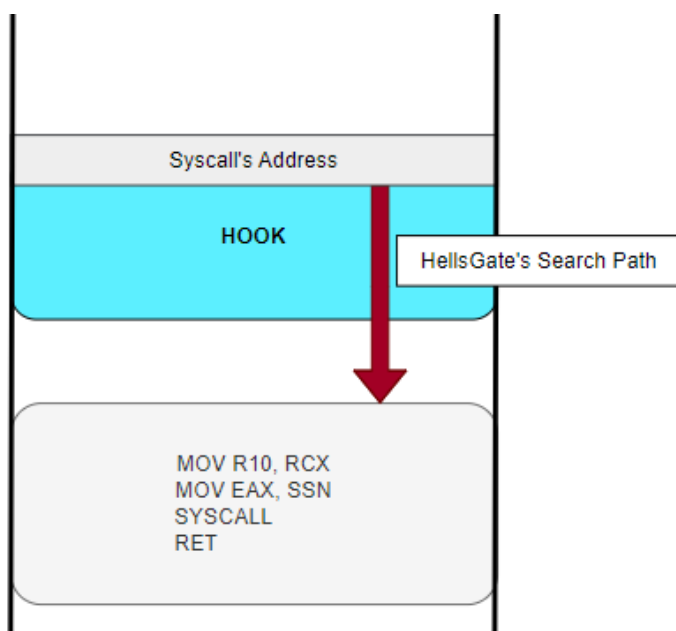 Syscall's Address
HOOK
HellsGate's Search Path
MOV R10, RCX
MOV EAX, SSN
SYSCALL
RET